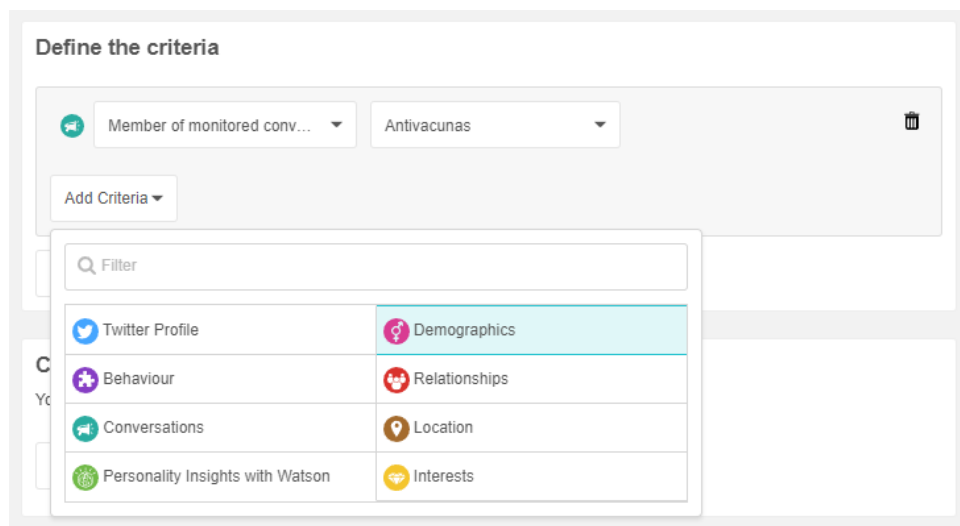 Define the criteria
Member of monitored conv... Antivacunas
Add Criteria
Filter
Twitter Profile Demographics
Behaviour Relationships
Conversations Location
Personality Insights with Watson Interests